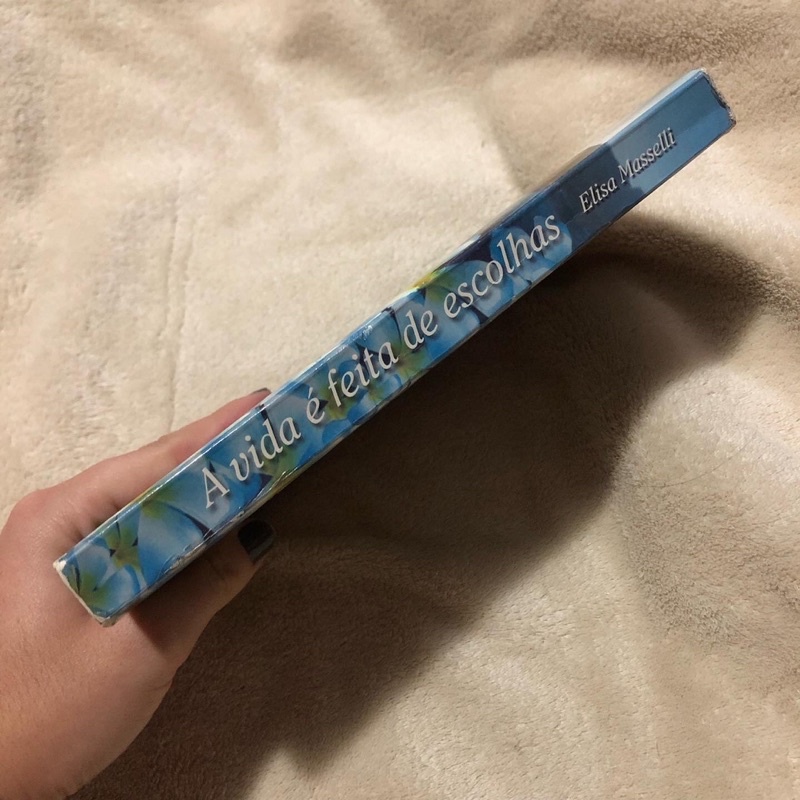 A vida é feita de escolhas
Elisa Masselli